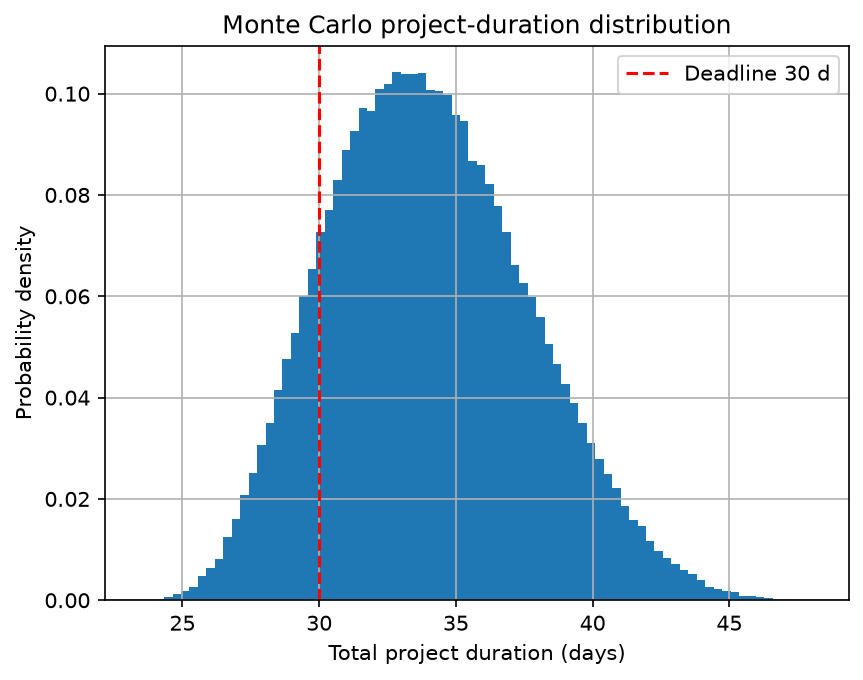 Monte Carlo project-duration distribution
Deadline 30 d
Probability density
0.10
0.08
0.06
0.04
0.02
0.00
25 30 35 40 45
Total project duration (days)